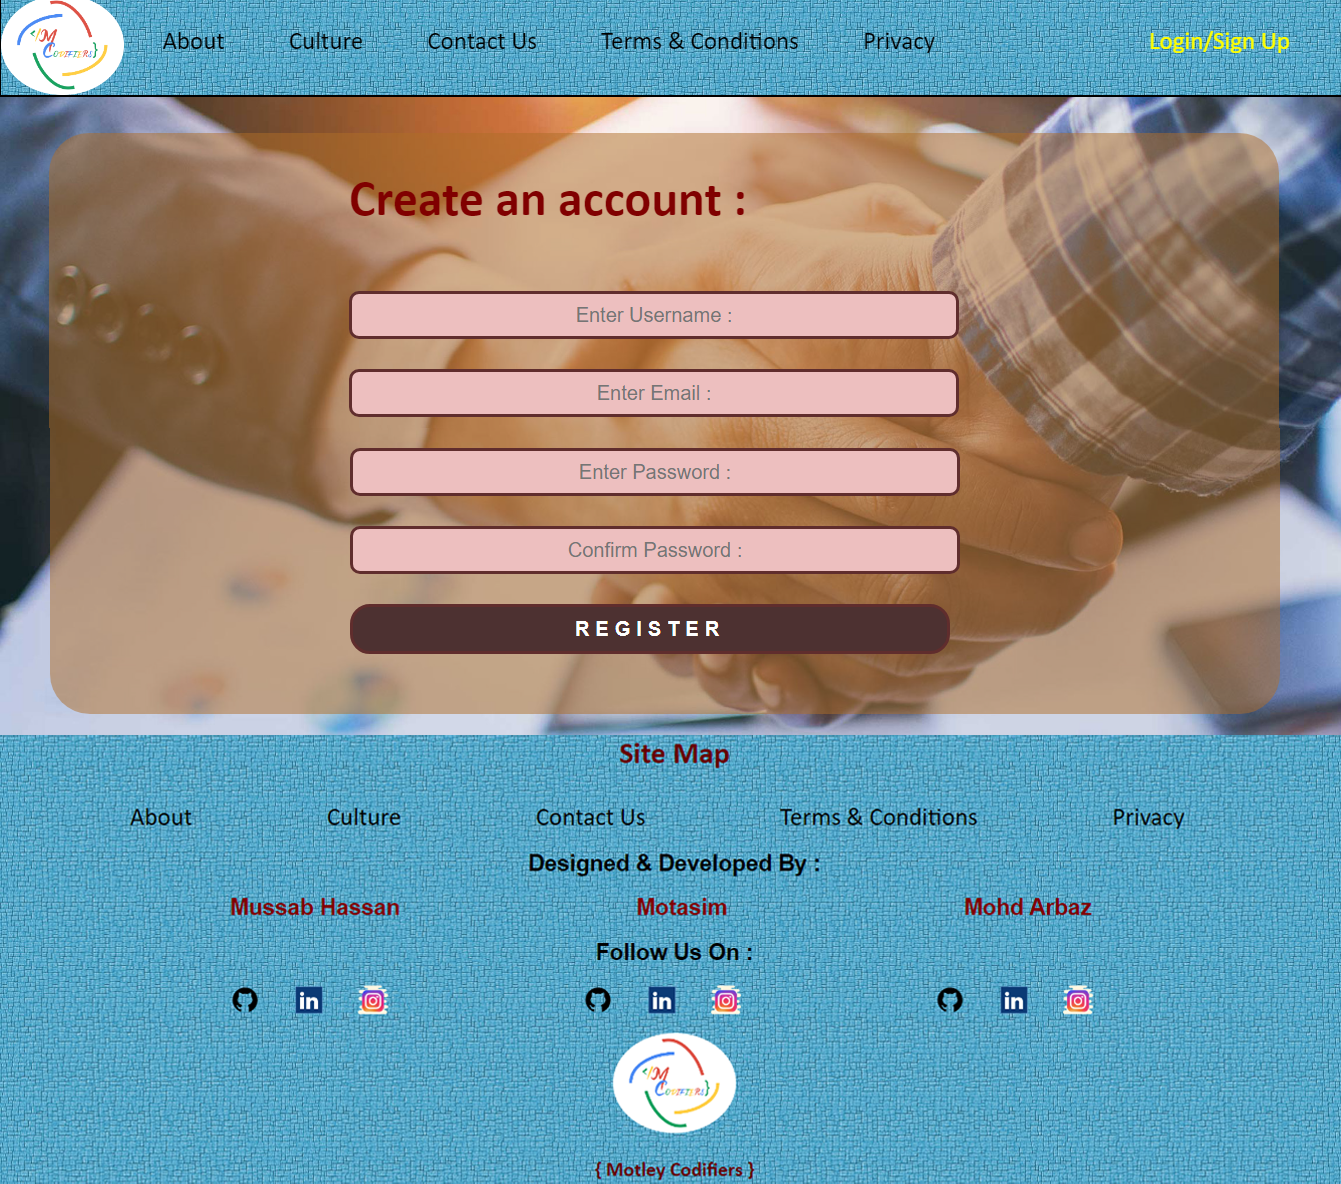 </M
CODIFIERS}
About Culture Contact Us Terms & Conditions Privacy Login/Sign Up
Create an account :
Enter Username :
Enter Email :
Enter Password :
Confirm Password :
REGISTER
Site Map
About Culture Contact Us Terms & Conditions Privacy
Designed & Developed By :
Mussab Hassan Motasim Mohd Arbaz
Follow Us On :
in in in
</M
CODIFIERS}
{ Motley Codifiers }